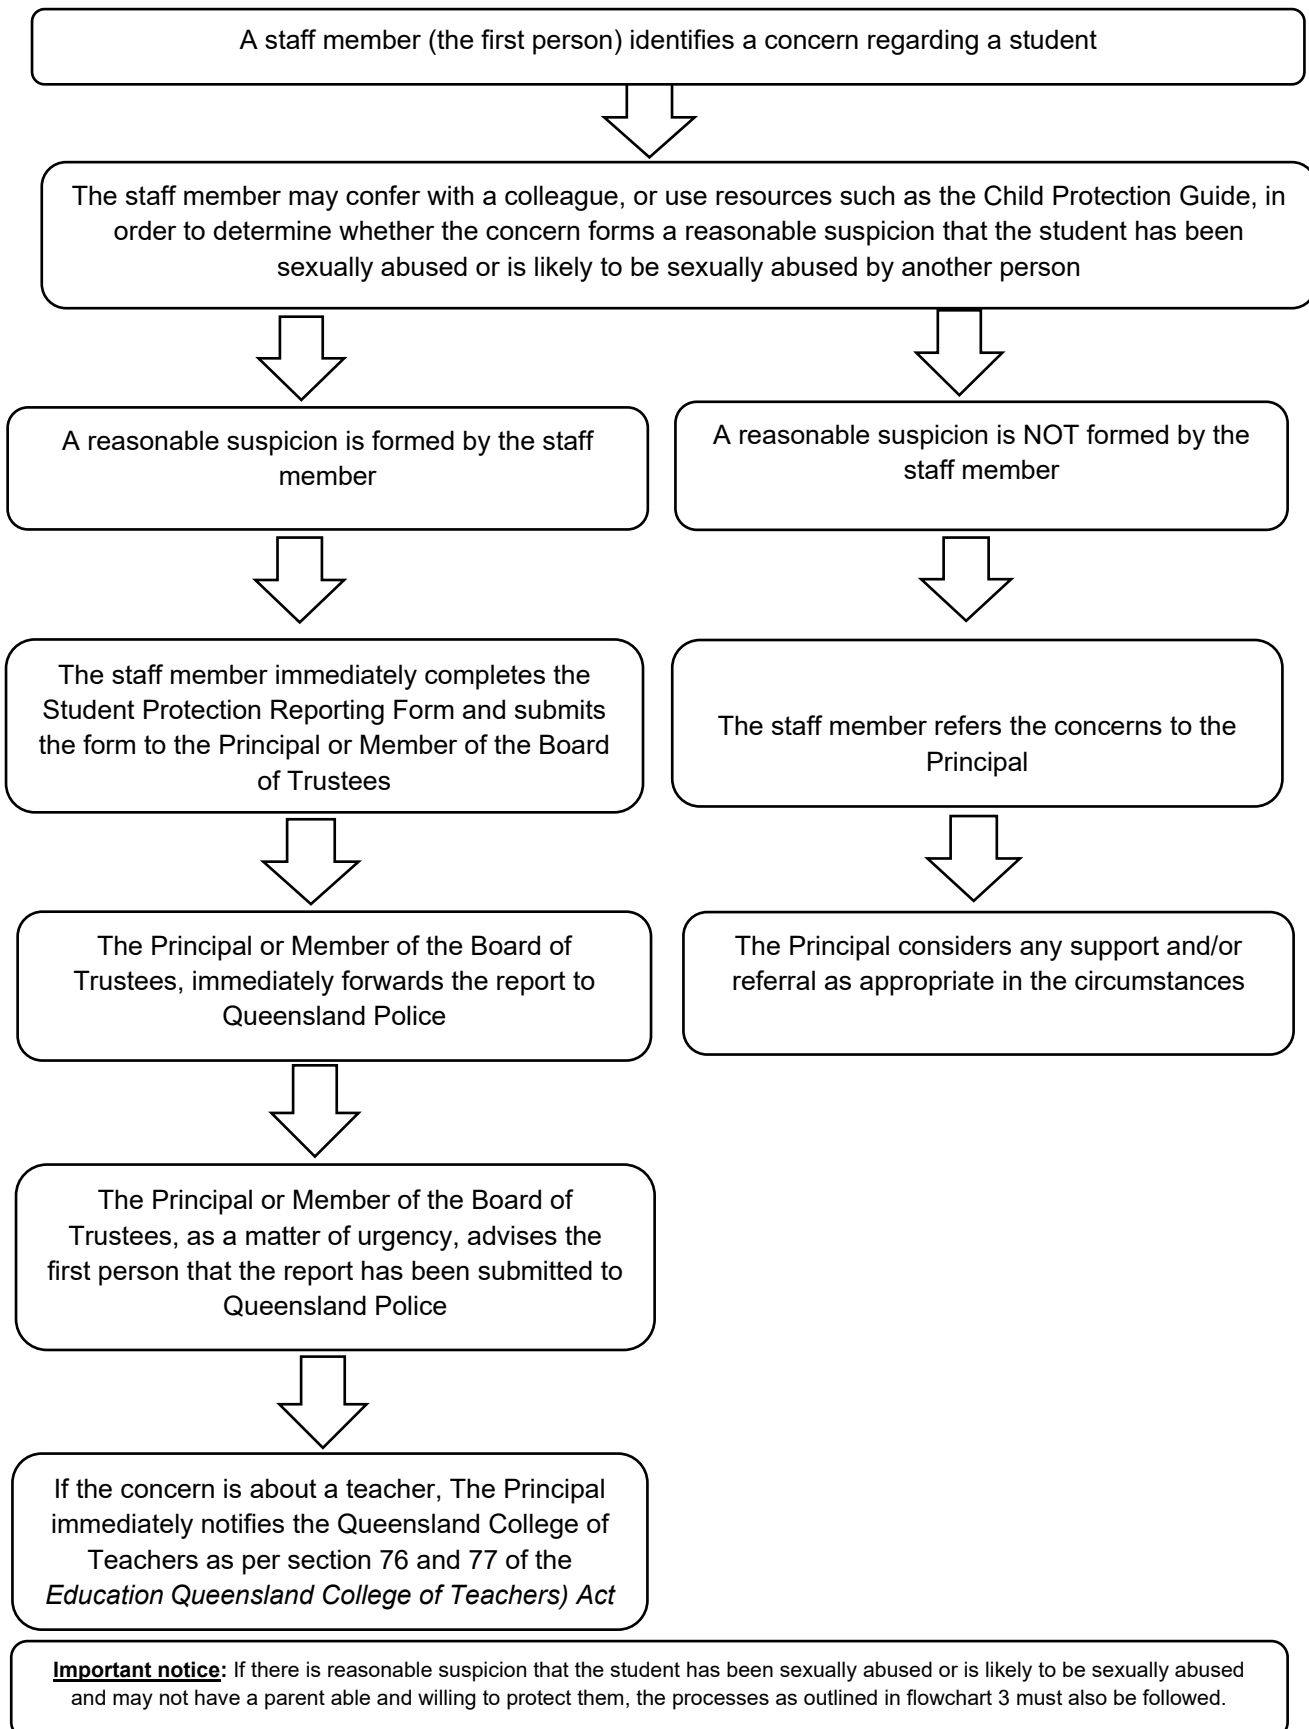 A staff member (the first person) identifies a concern regarding a student
The staff member may confer with a colleague, or use resources such as the Child Protection Guide, in
order to determine whether the concern forms a reasonable suspicion that the student has been
sexually abused or is likely to be sexually abused by another person
A reasonable suspicion is formed by the staff
member
A reasonable suspicion is NOT formed by the
staff member
The staff member immediately completes the
Student Protection Reporting Form and submits
the form to the Principal or Member of the Board
of Trustees
The staff member refers the concerns to the
Principal
The Principal or Member of the Board of
Trustees, immediately forwards the report to
Queensland Police
The Principal considers any support and/or
referral as appropriate in the circumstances
The Principal or Member of the Board of
Trustees, as a matter of urgency, advises the
first person that the report has been submitted to
Queensland Police
If the concern is about a teacher, The Principal
immediately notifies the Queensland College of
Teachers as per section 76 and 77 of the
Education Queensland College of Teachers) Act
Important notice: If there is reasonable suspicion that the student has been sexually abused or is likely to be sexually abused
and may not have a parent able and willing to protect them, the processes as outlined in flowchart 3 must also be followed.